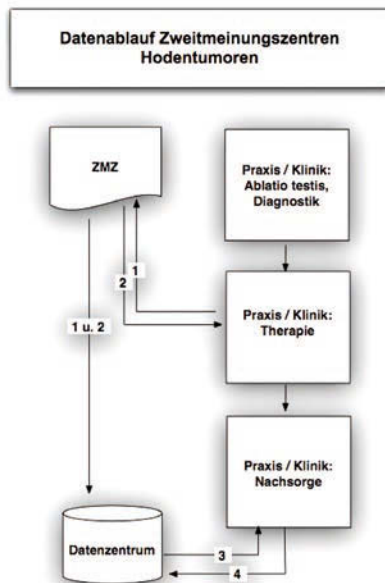 Datenablauf Zweitmeinungszentren
Hodentumoren
ZMZ
Praxis / Klinik:
Ablatio testis,
Diagnostik
1
2
1 u. 2
Praxis / Klinik:
Therapie
Praxis / Klinik:
Nachsorge
Datenzentrum
3
4